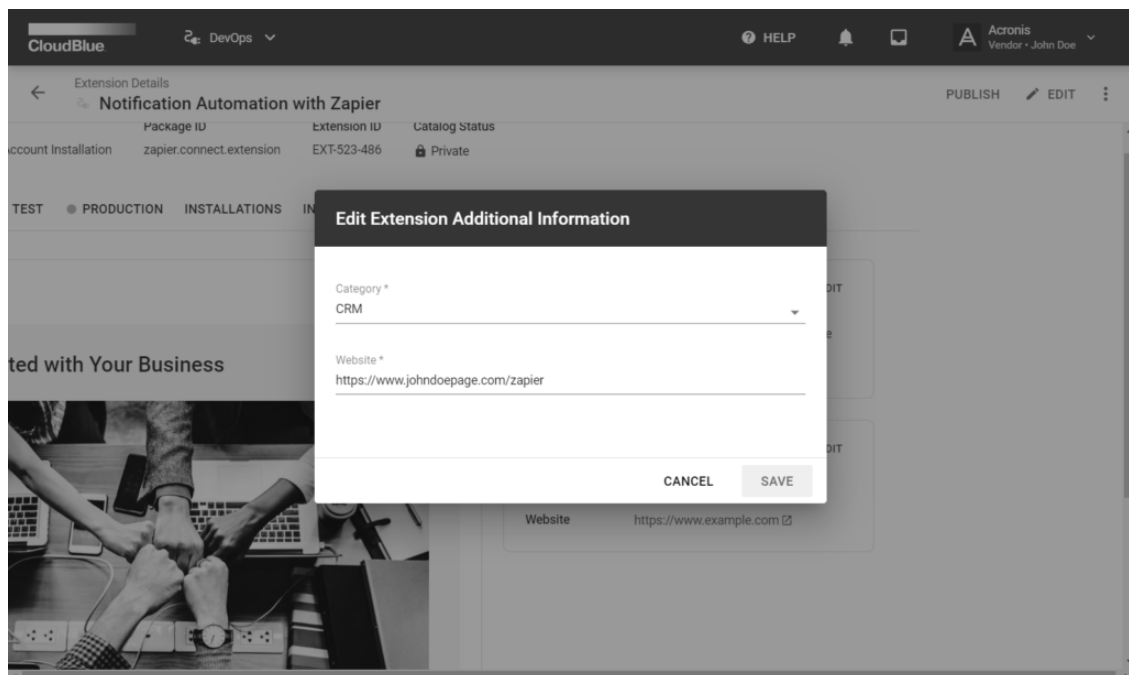 CloudBlue
DevOps
HELP
Acronis
Vendor • John Doe
Extension Details
Notification Automation with Zapier
PUBLISH
EDIT
Package ID
Extension ID
Catalog Status
ccount Installation
zapier.connect.extension
EXT-523-486
Private
TEST
PRODUCTION
INSTALLATIONS
IN
Edit Extension Additional Information
Category *
CRM
DIT
e
Website *
https://www.johndoepage.com/zapier
ted with Your Business
DIT
CANCEL
SAVE
Website
https://www.example.com